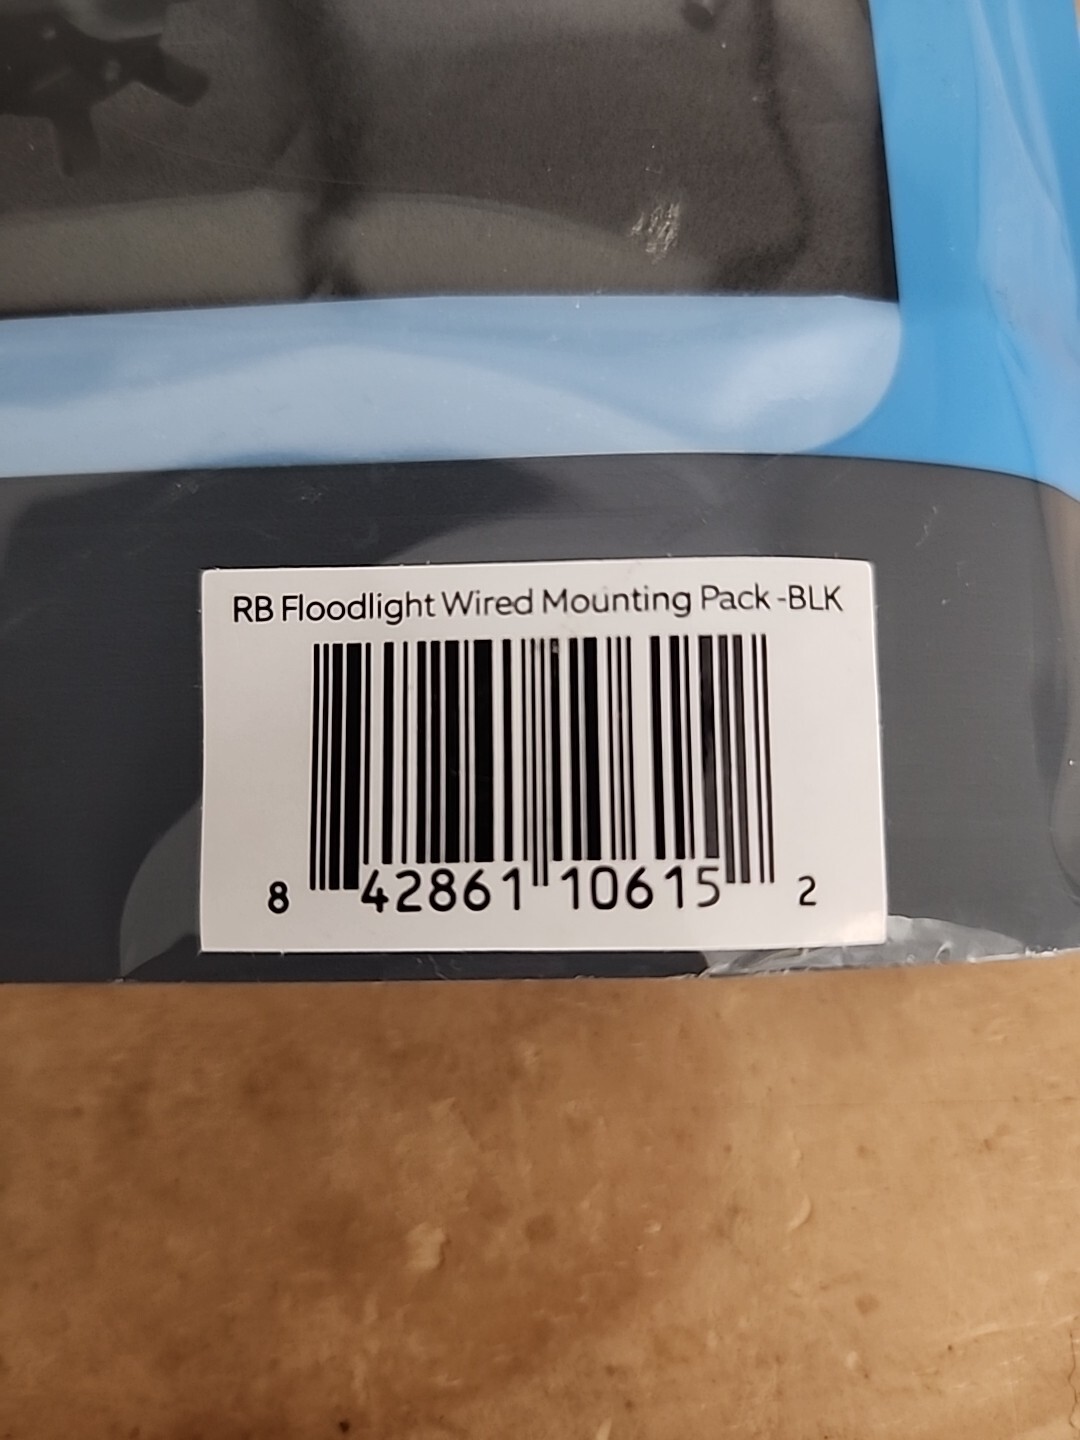 RB Floodlight Wired Mounting Pack -BLK
8 42861 10615 2